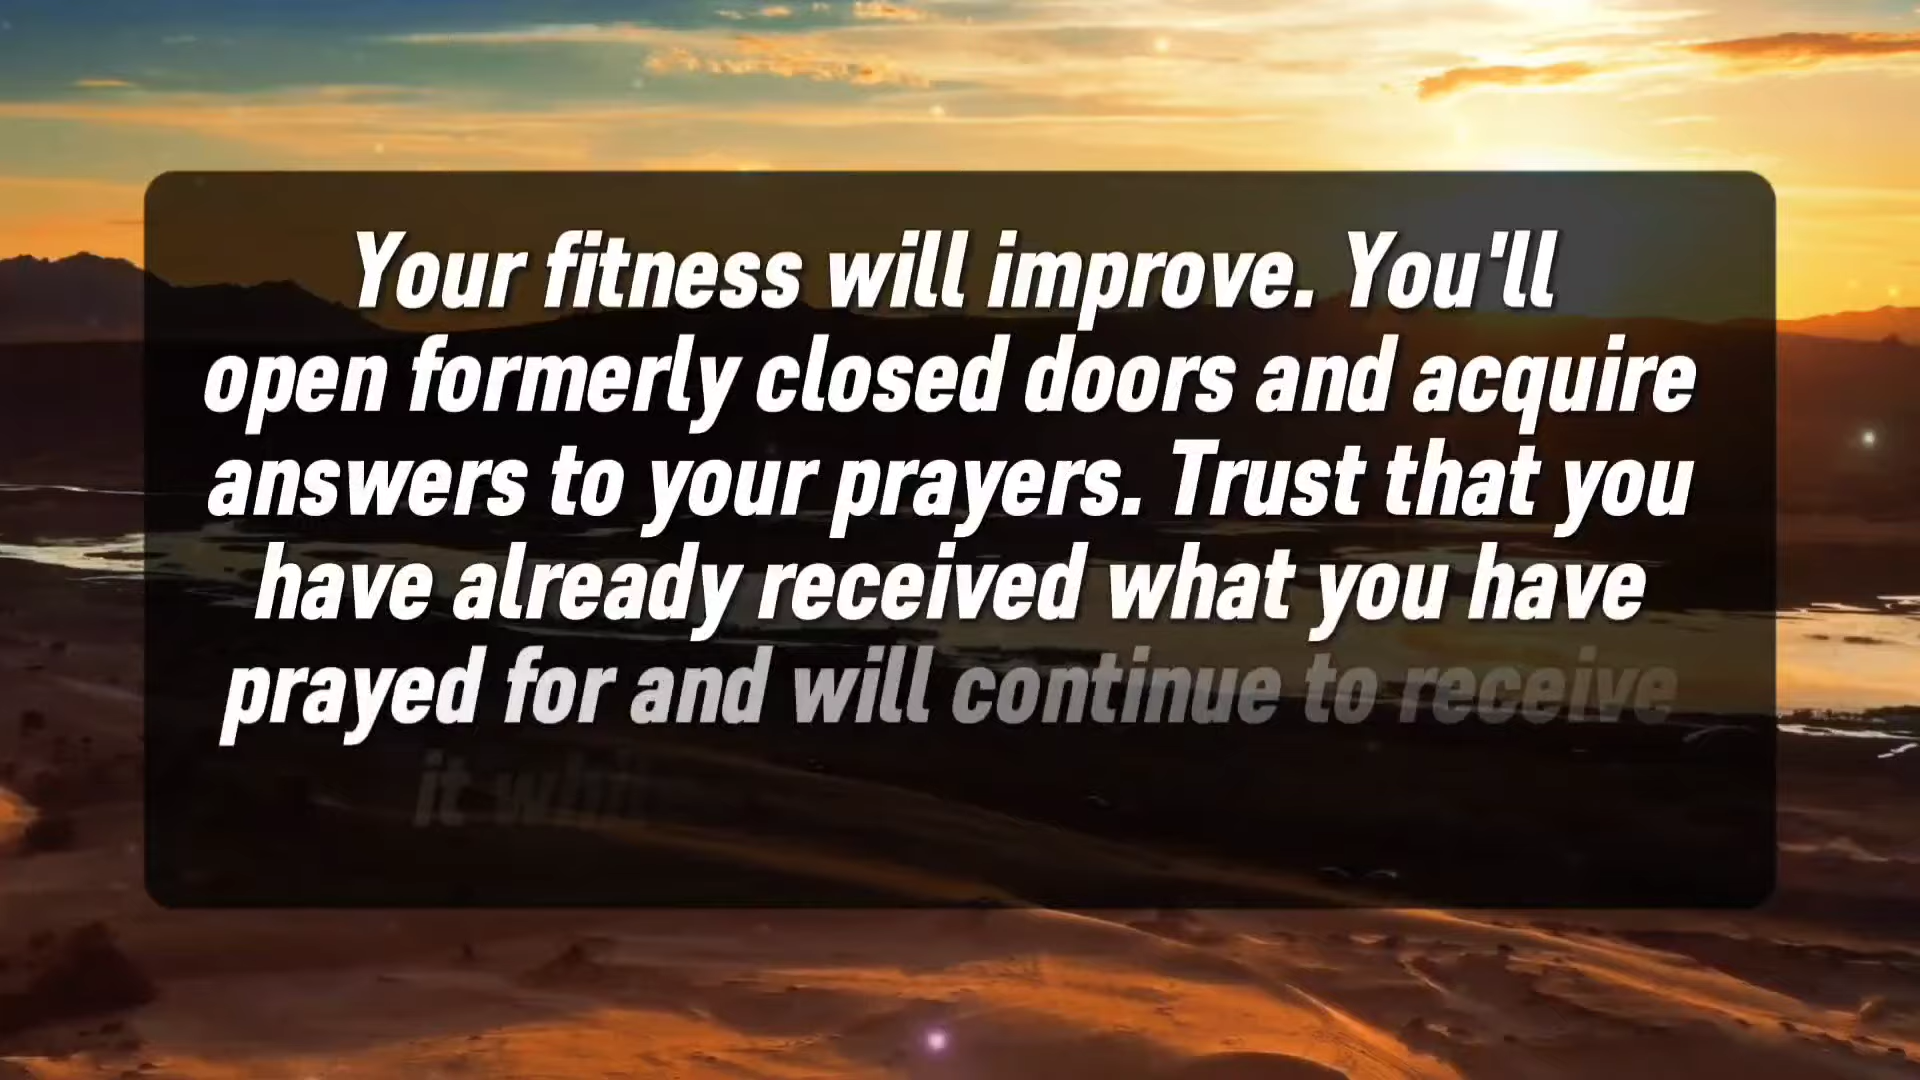 Your fitness will improve. You'll
open formerly closed doors and acquire
answers to your prayers. Trust that you
have already received what you have
prayed for and will continue to receive
it